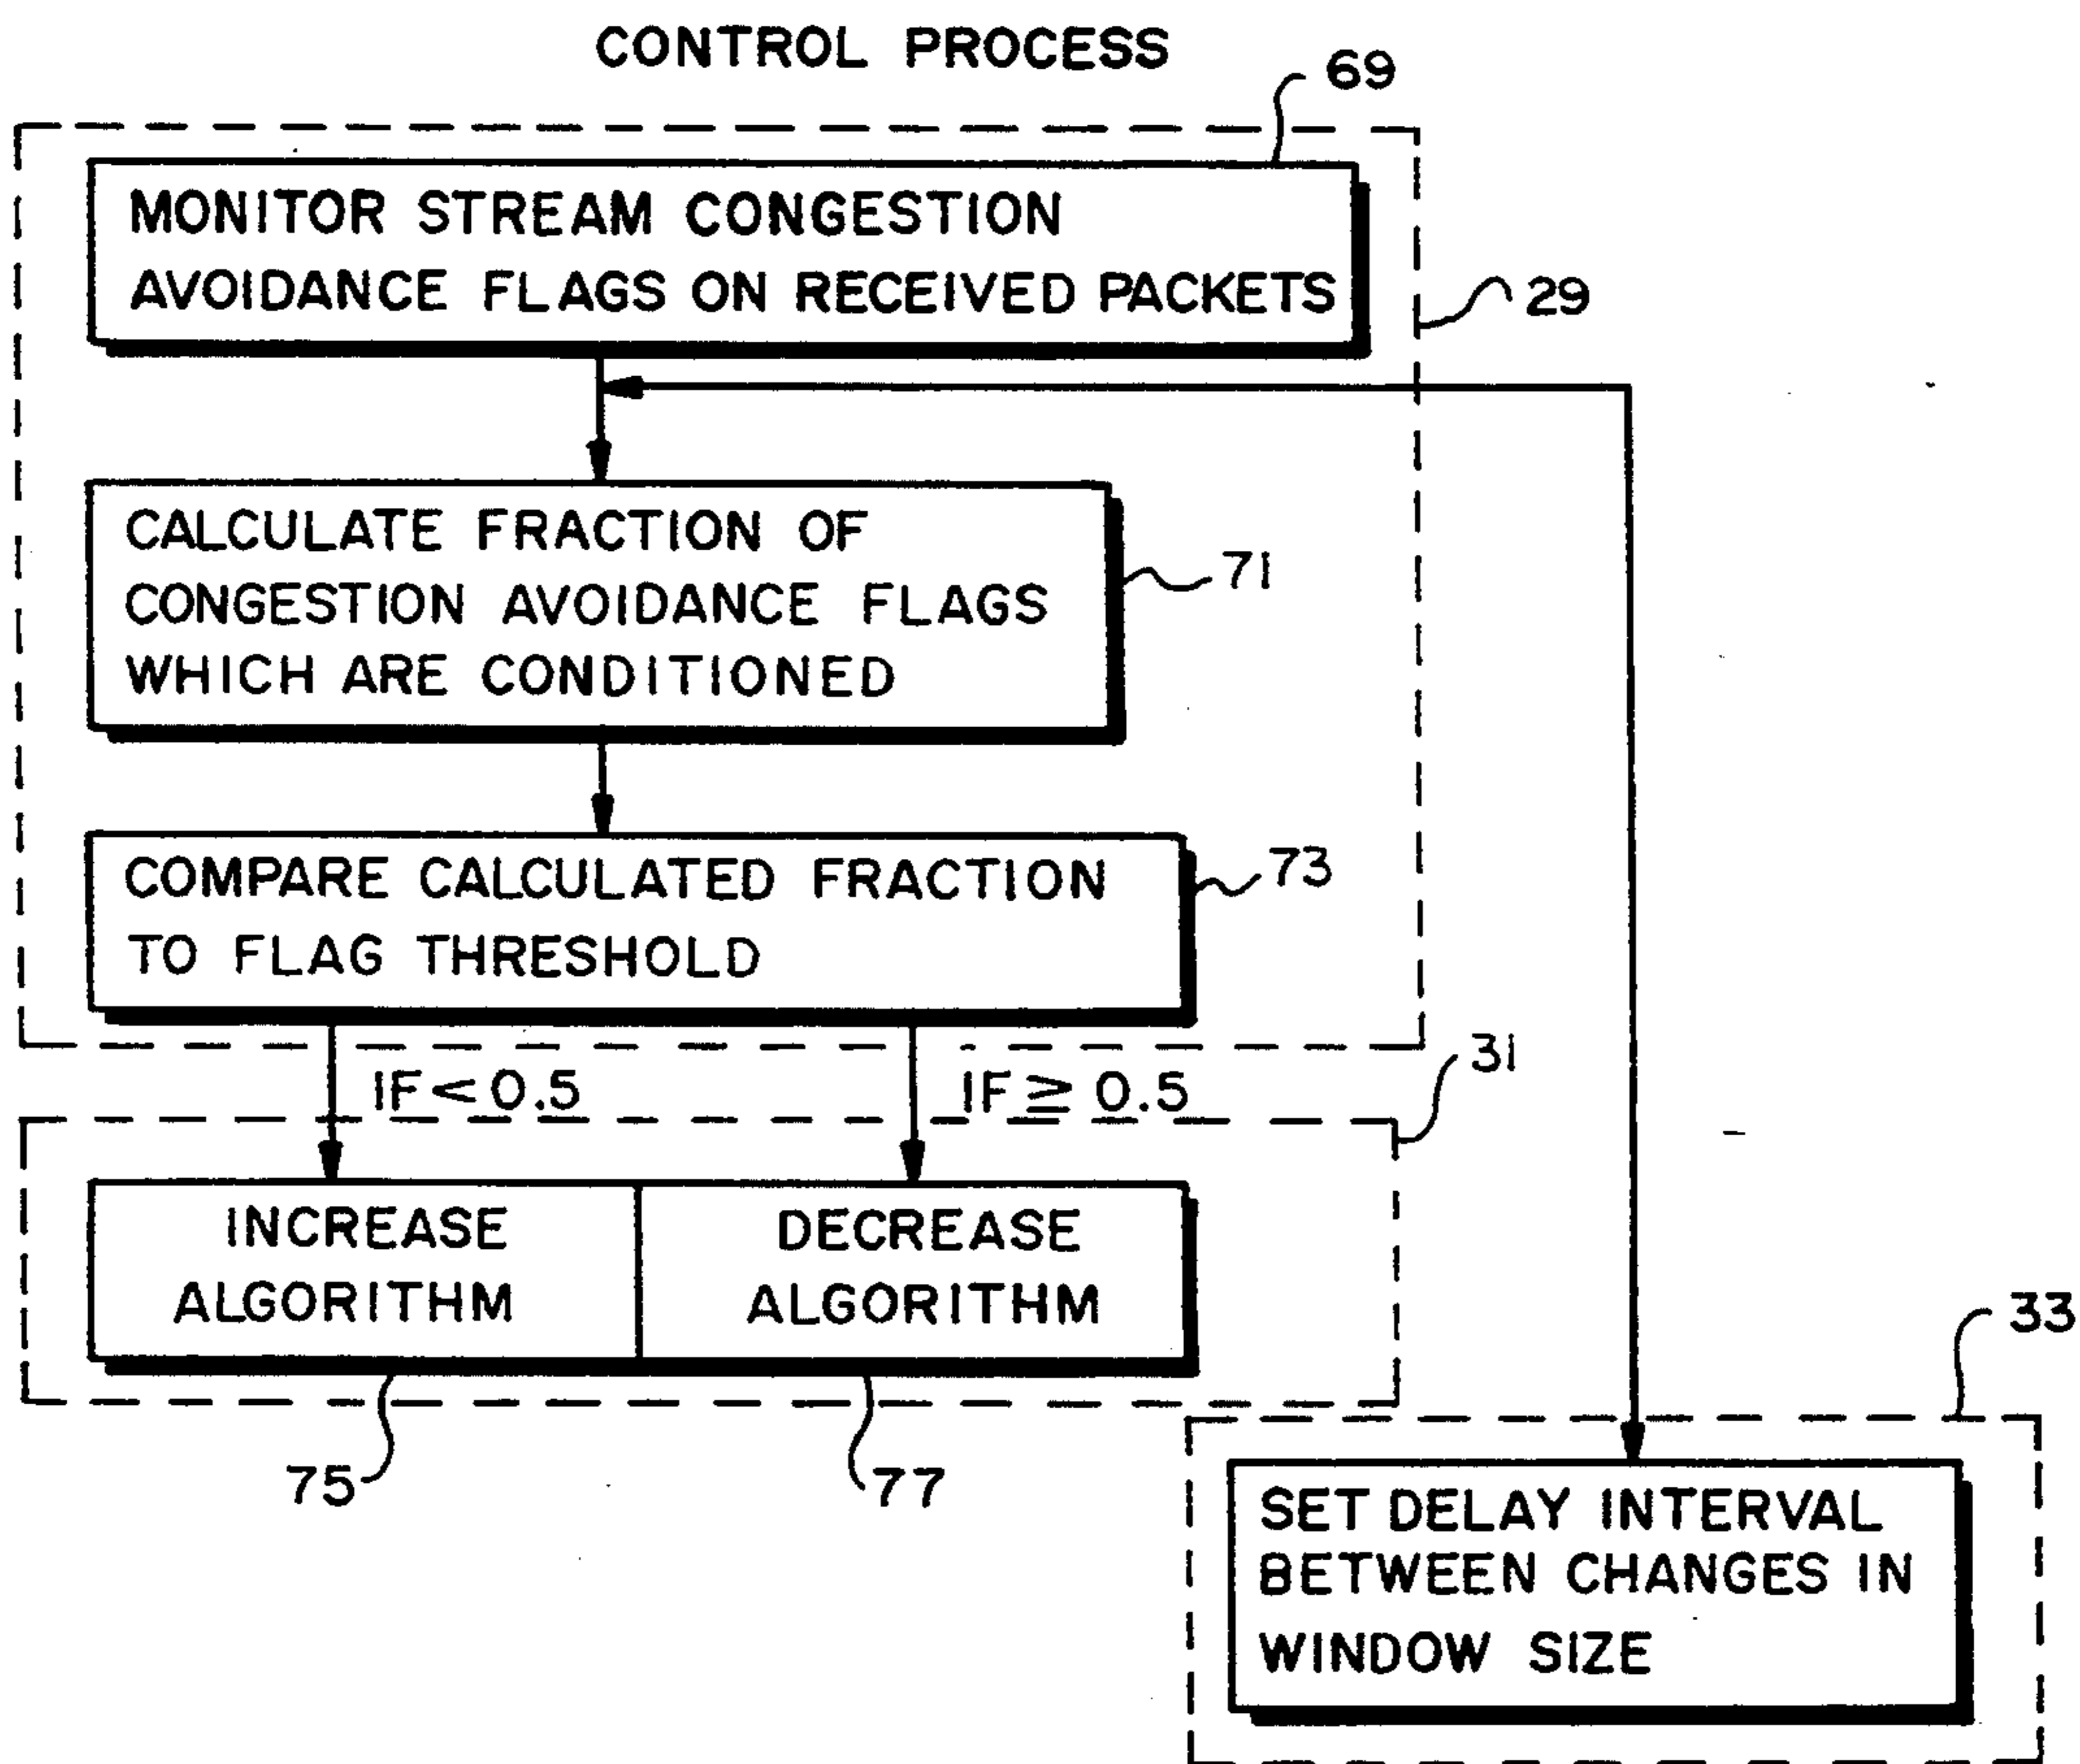 CONTROL PROCESS
69
MONITOR STREAM CONGESTION
AVOIDANCE FLAGS ON RECEIVED PACKETS
29
CALCULATE FRACTION OF
CONGESTION AVOIDANCE FLAGS
WHICH ARE CONDITIONED
71
COMPARE CALCULATED FRACTION
TO FLAG THRESHOLD
73
31
IF < 0.5
IF ≧ 0.5
INCREASE
ALGORITHM
DECREASE
ALGORITHM
33
75
77
SET DELAY INTERVAL
BETWEEN CHANGES IN
WINDOW SIZE